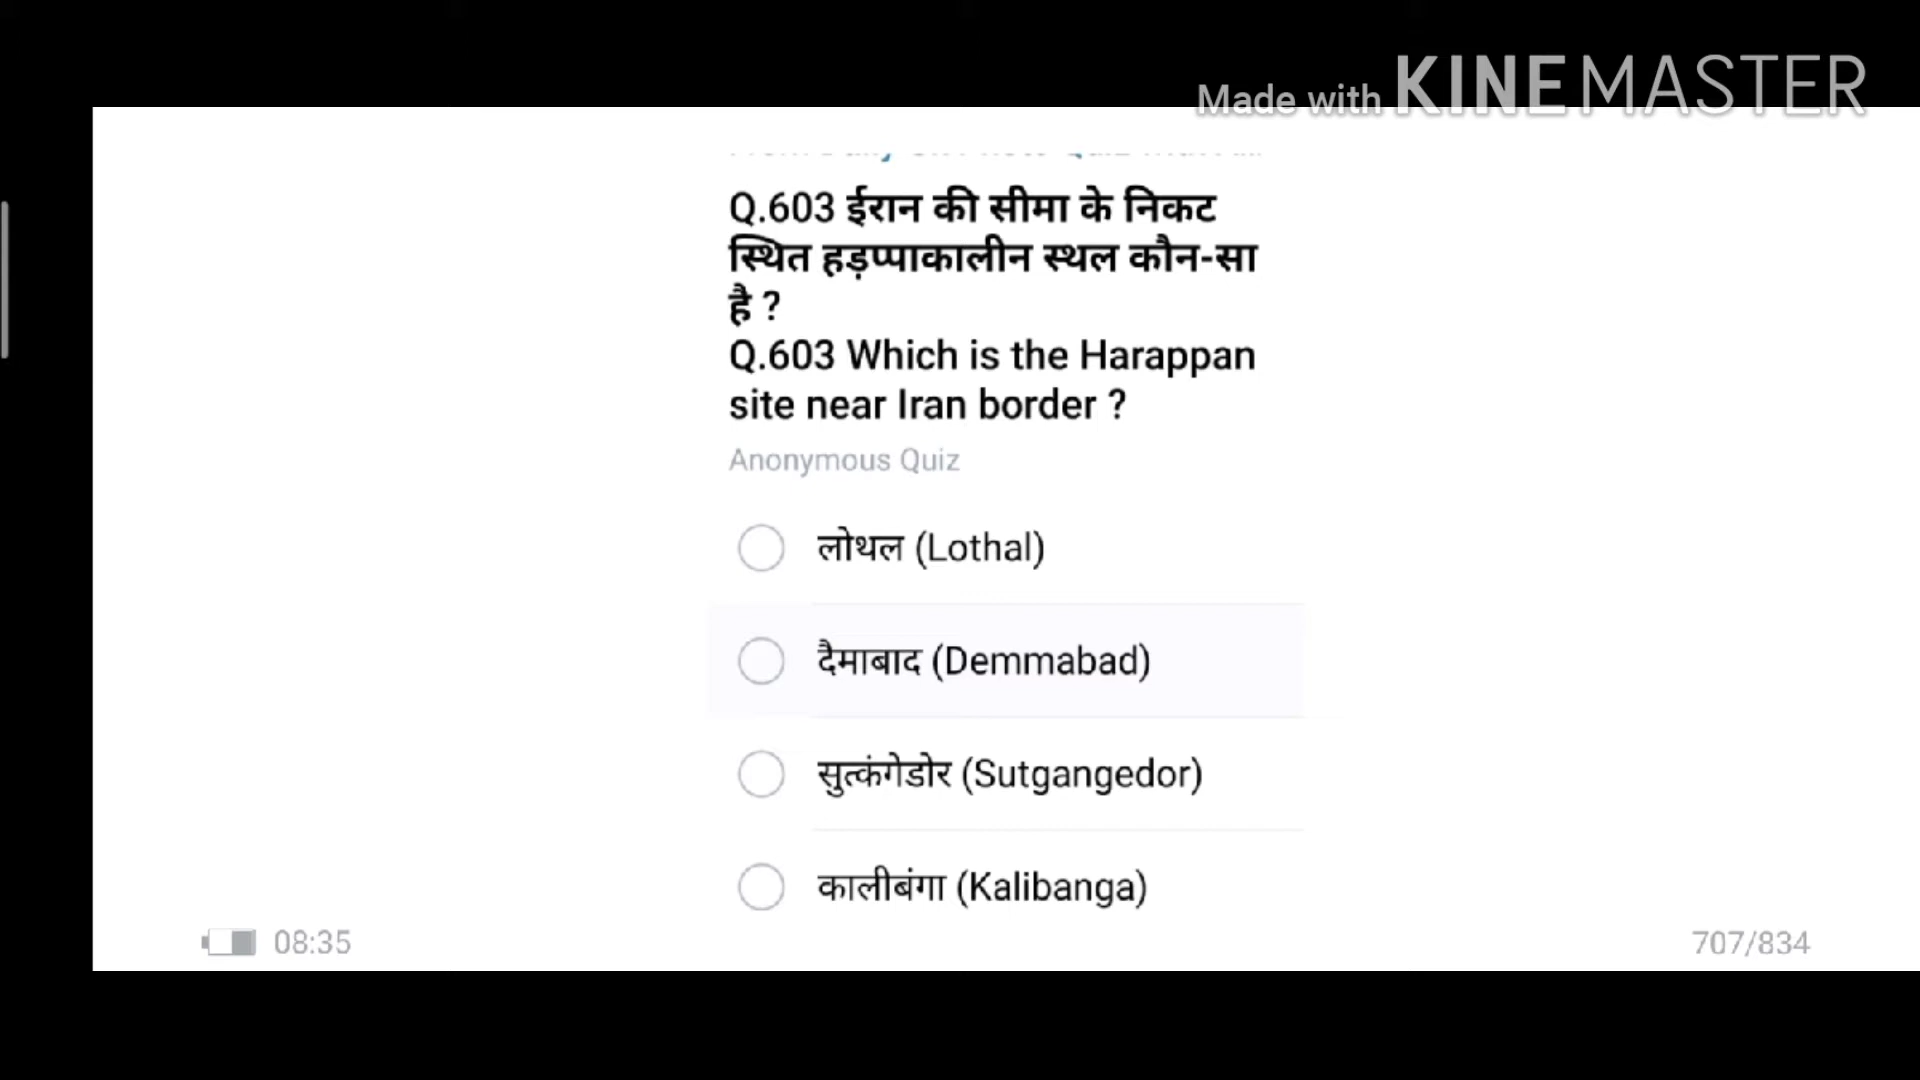 Made with KINEMASTER
Q.603 ईरान की सीमा के निकट
स्थित हड़प्पाकालीन स्थल कौन-सा
है ?
Q.603 Which is the Harappan
site near Iran border ?
Anonymous Quiz
लोथल (Lothal)
दैमाबाद (Demmabad)
सुत्कंगेडोर (Sutgangedor)
कालीबंगा (Kalibanga)
08:35
707/834